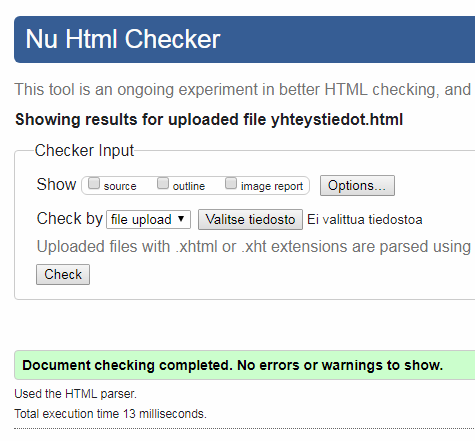 Nu Html Checker
This tool is an ongoing experiment in better HTML checking, and
Showing results for uploaded file yhteystiedot.html
Checker Input
Show source outline image report Options...
Check by file upload Valitse tiedosto Ei valittua tiedostoa
Uploaded files with .xhtml or .xht extensions are parsed using
Check
Document checking completed. No errors or warnings to show.
Used the HTML parser.
Total execution time 13 milliseconds.